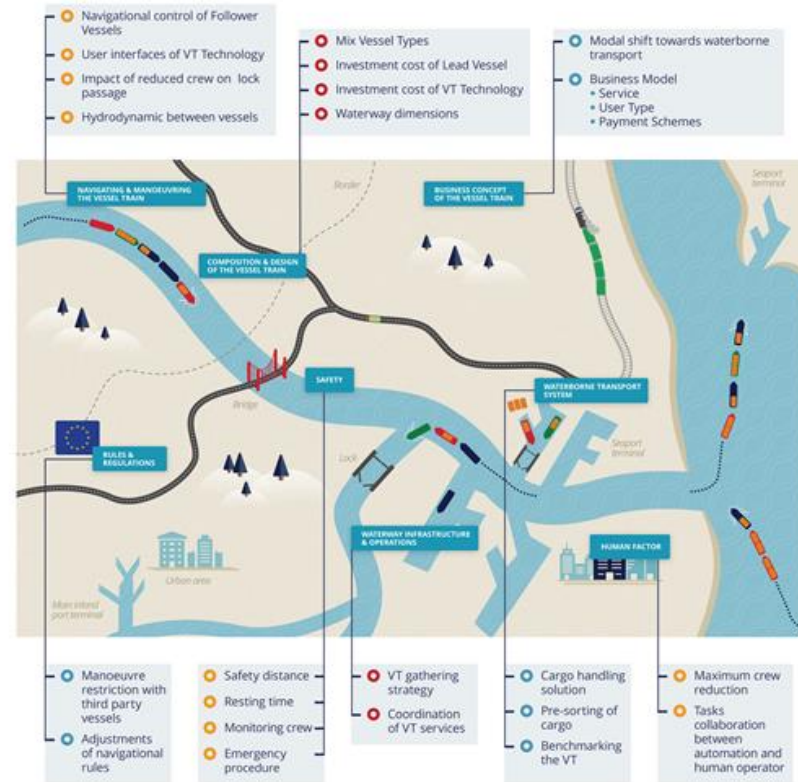 Navigational control of Follower
Vessels
User interfaces of VT Technology
Impact of reduced crew on lock
passage
Hydrodynamic between vessels
Mix Vessel Types
Investment cost of Lead Vessel
Investment cost of VT Technology
Waterway dimensions
Modal shift towards waterborne
transport
Business Model
• Service
• User Type
• Payment Schemes
NAVIGATING & MANOEUVRING
THE VESSEL TRAIN
Border
BUSINESS CONCEPT
OF THE VESSEL TRAIN
Seaport
terminal
COMPOSITION & DESIGN
OF THE VESSEL TRAIN
SAFETY
WATERBORNE TRANSPORT
SYSTEM
Bridge
RULES &
REGULATIONS
Lock
Seaport
terminal
WATERWAY INFRASTRUCTURE
& OPERATIONS
HUMAN FACTOR
Urban area
Main inland
port terminal
Manoeuvre
restriction with
third party
vessels
Adjustments
of navigational
rules
Safety distance
Resting time
Monitoring crew
Emergency
procedure
VT gathering
strategy
Coordination
of VT services
Cargo handling
solution
Pre-sorting of
cargo
Benchmarking
the VT
Maximum crew
reduction
Tasks
collaboration
between
automation and
human operator